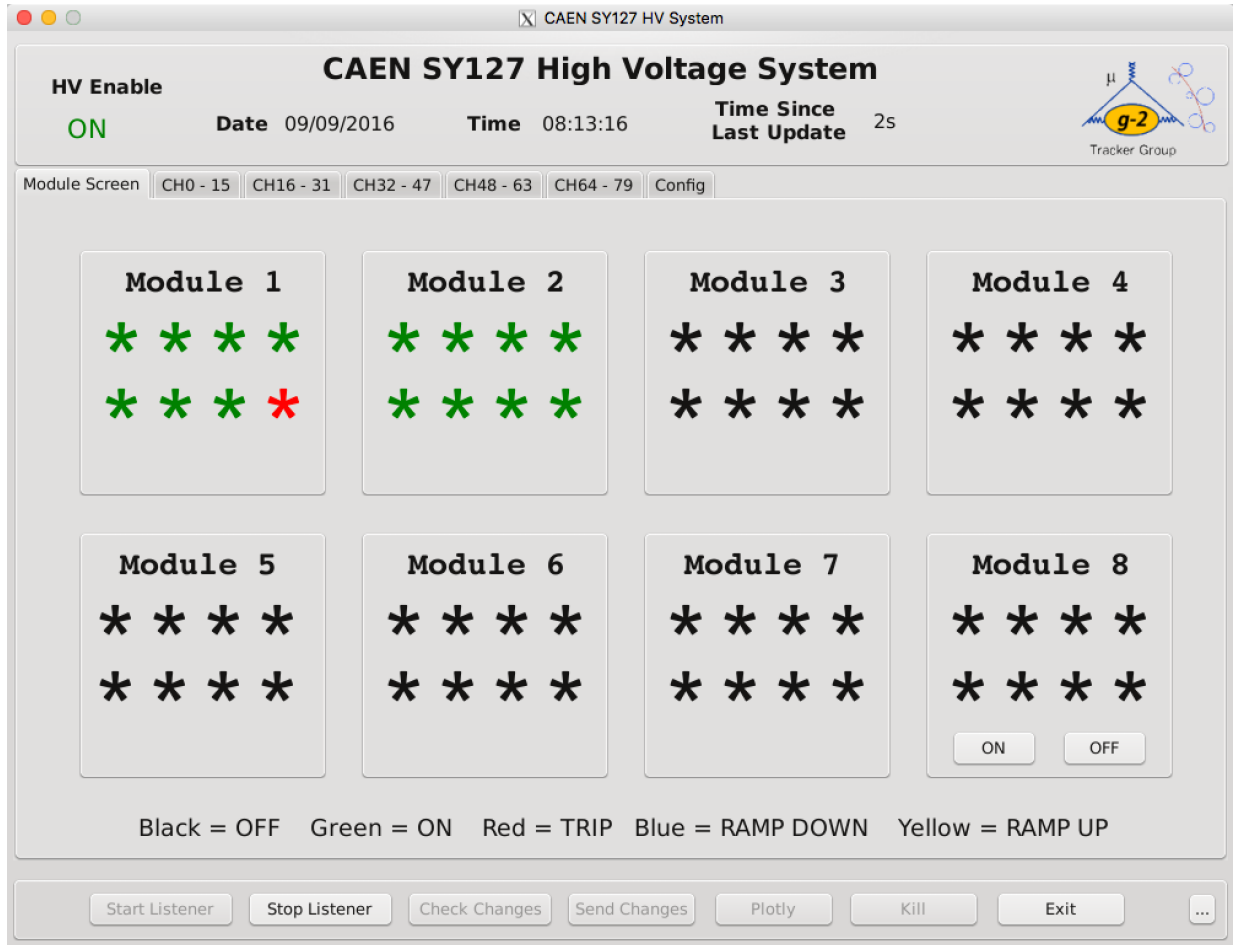 CAEN SY127 HV System
HV Enable
ON
CAEN SY127 High Voltage System
Date 09/09/2016 Time 08:13:16 Time Since Last Update 2s
μ
g-2
Tracker Group
Module Screen CH0 - 15 CH16 - 31 CH32 - 47 CH48 - 63 CH64 - 79 Config
Module 1 Module 2 Module 3 Module 4
* * * * * * * * * * * * * * * *
* * * * * * * * * * * * * * * *
Module 5 Module 6 Module 7 Module 8
* * * * * * * * * * * * * * * *
* * * * * * * * * * * * * * * *
ON OFF
Black = OFF Green = ON Red = TRIP Blue = RAMP DOWN Yellow = RAMP UP
Start Listener Stop Listener Check Changes Send Changes Plotly Kill Exit ...